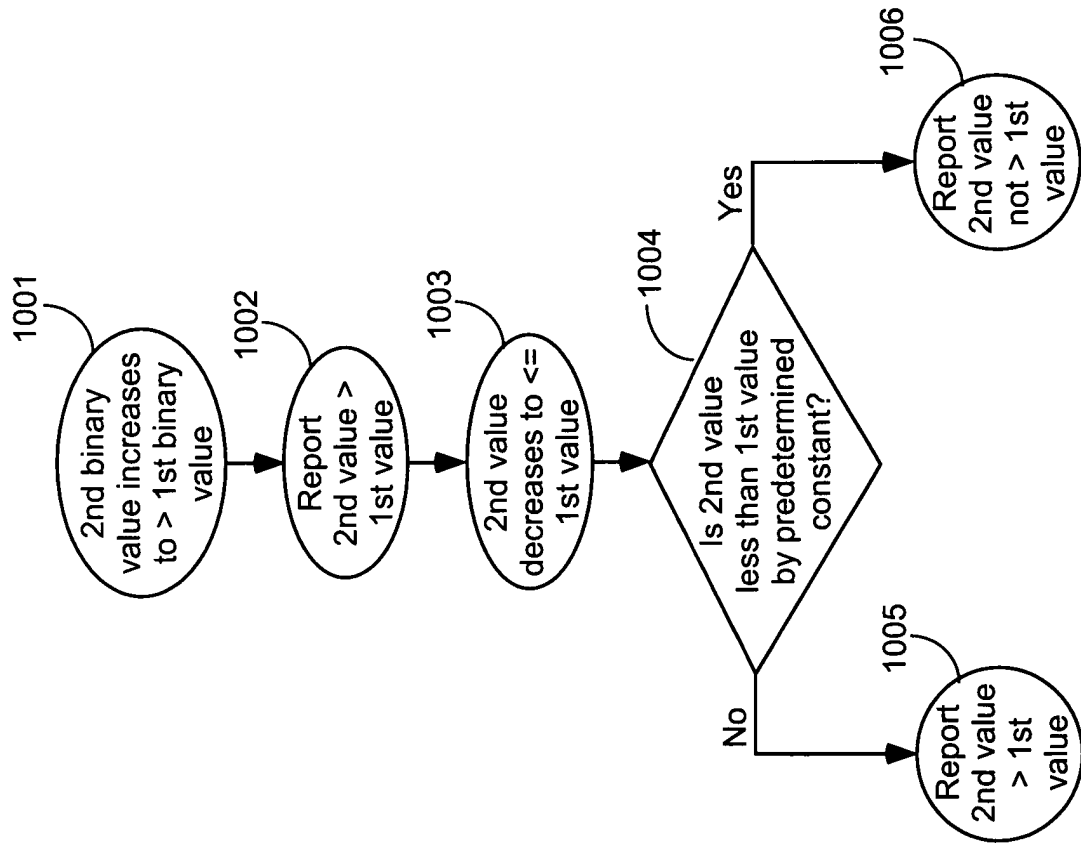 1001
2nd binary
value increases
to > 1st binary
value
1002
Report
2nd value >
1st value
1003
2nd value
decreases to <=
1st value
1004
Is 2nd value
less than 1st value
by predetermined
constant?
No
Yes
1005
Report
2nd value
> 1st
value
1006
Report
2nd value
not > 1st
value